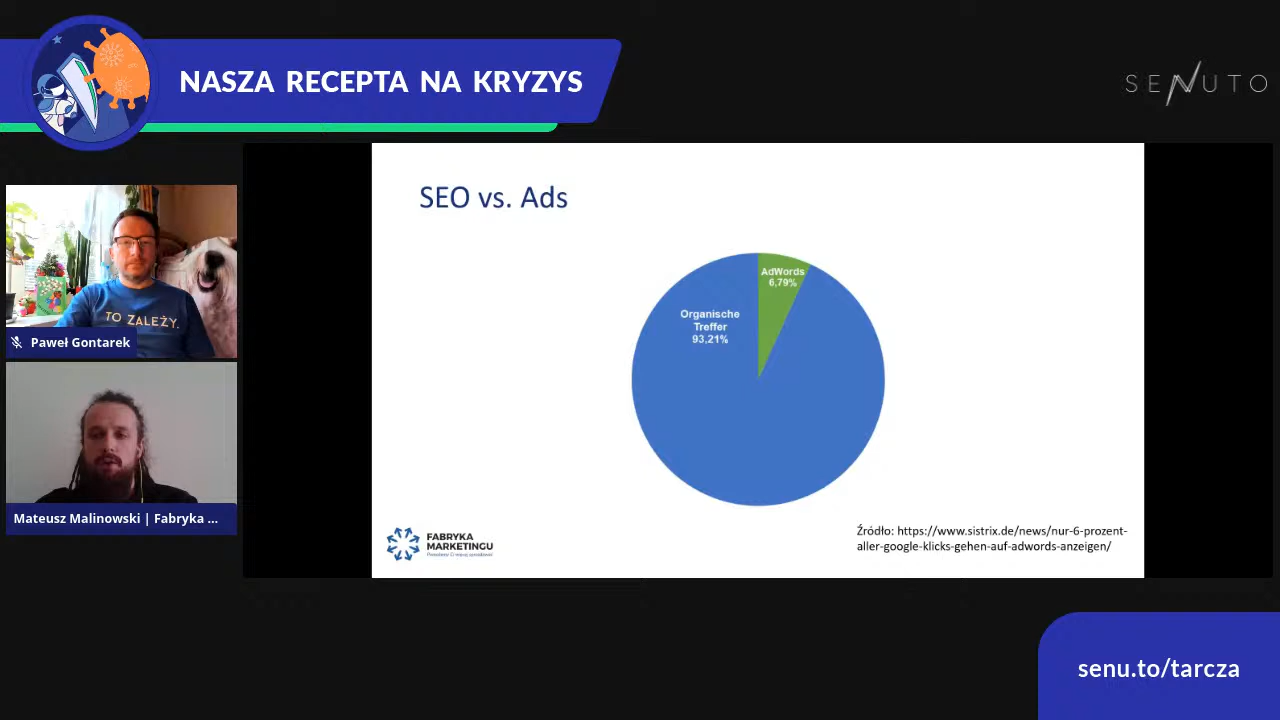 NASZA RECEPTA NA KRYZYS
SENUTO
TO ZALEŻY.
Paweł Gontarek
Mateusz Malinowski | Fabryka ...
SEO vs. Ads
AdWords
6,79%
Organische
Treffer
93,21%
FABRYKA
MARKETINGU
Źródło: https://www.sistrix.de/news/nur-6-prozent-
aller-google-klicks-gehen-auf-adwords-anzeigen/
senu.to/tarcza